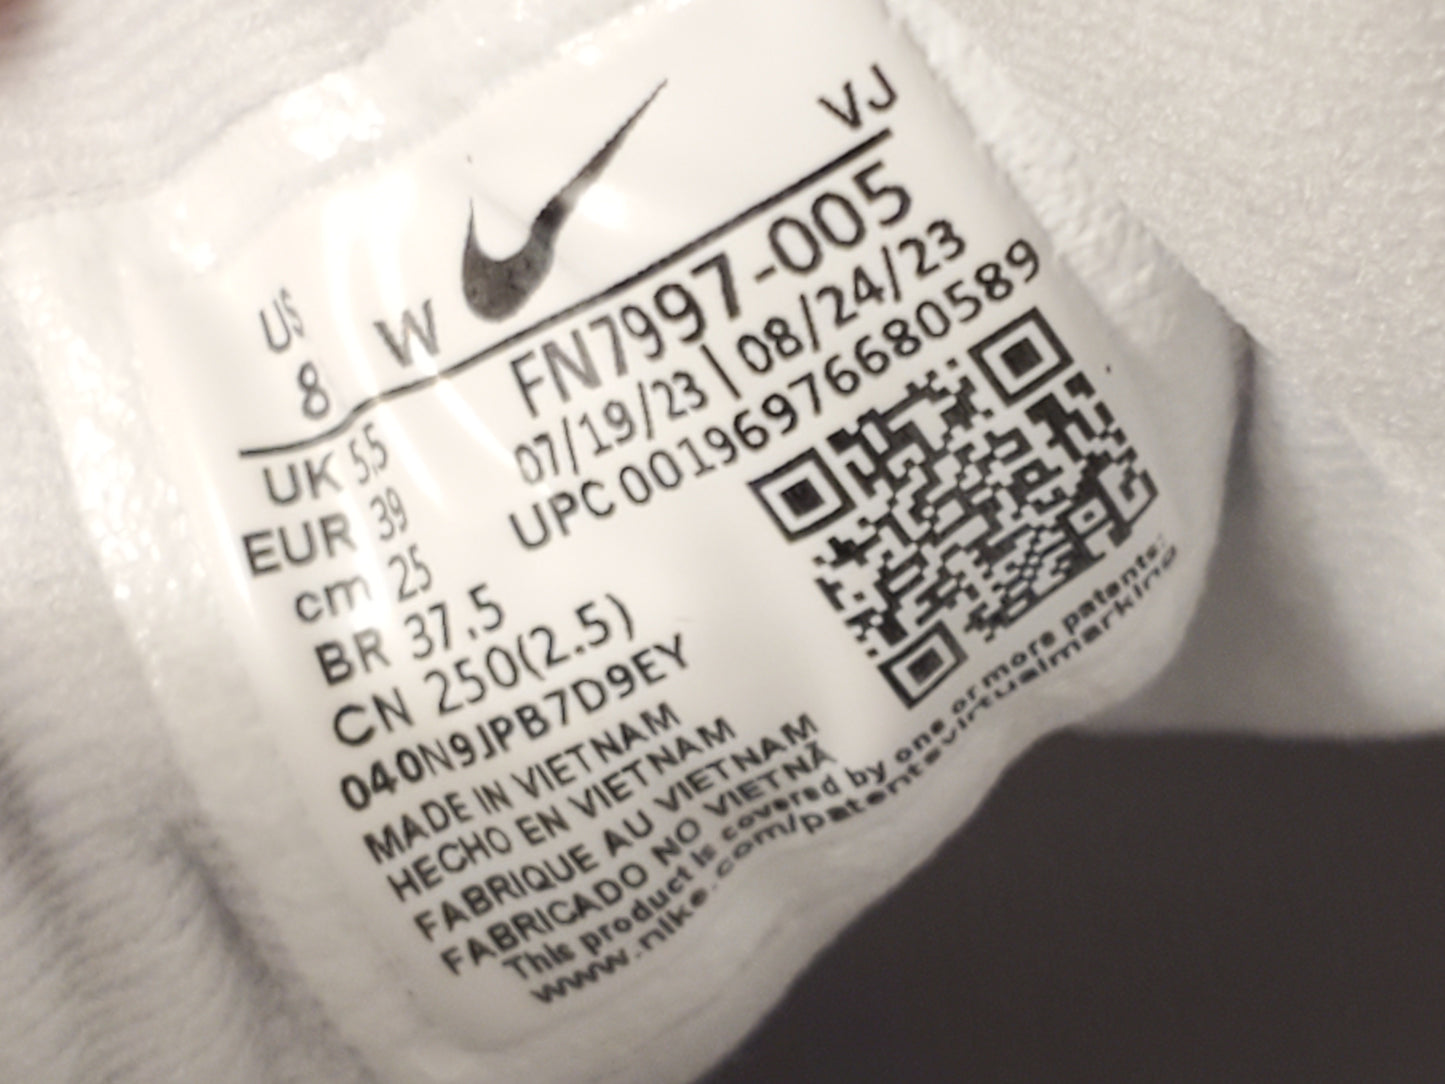 VJ
US
8 W
FN7997-005
07/19/23 | 08/24/23
UPC 00196976680589
UK 5.5
EUR 39
cm 25
BR 37.5
CN 250(2.5)
040N9JPB7D9EY
MADE IN VIETNAM
HECHO EN VIETNAM
FABRIQUE AU VIETNAM
FABRICADO NO VIETNÃ
This product is covered by one or more patents:
www.nike.com/patentsvirtualmarking